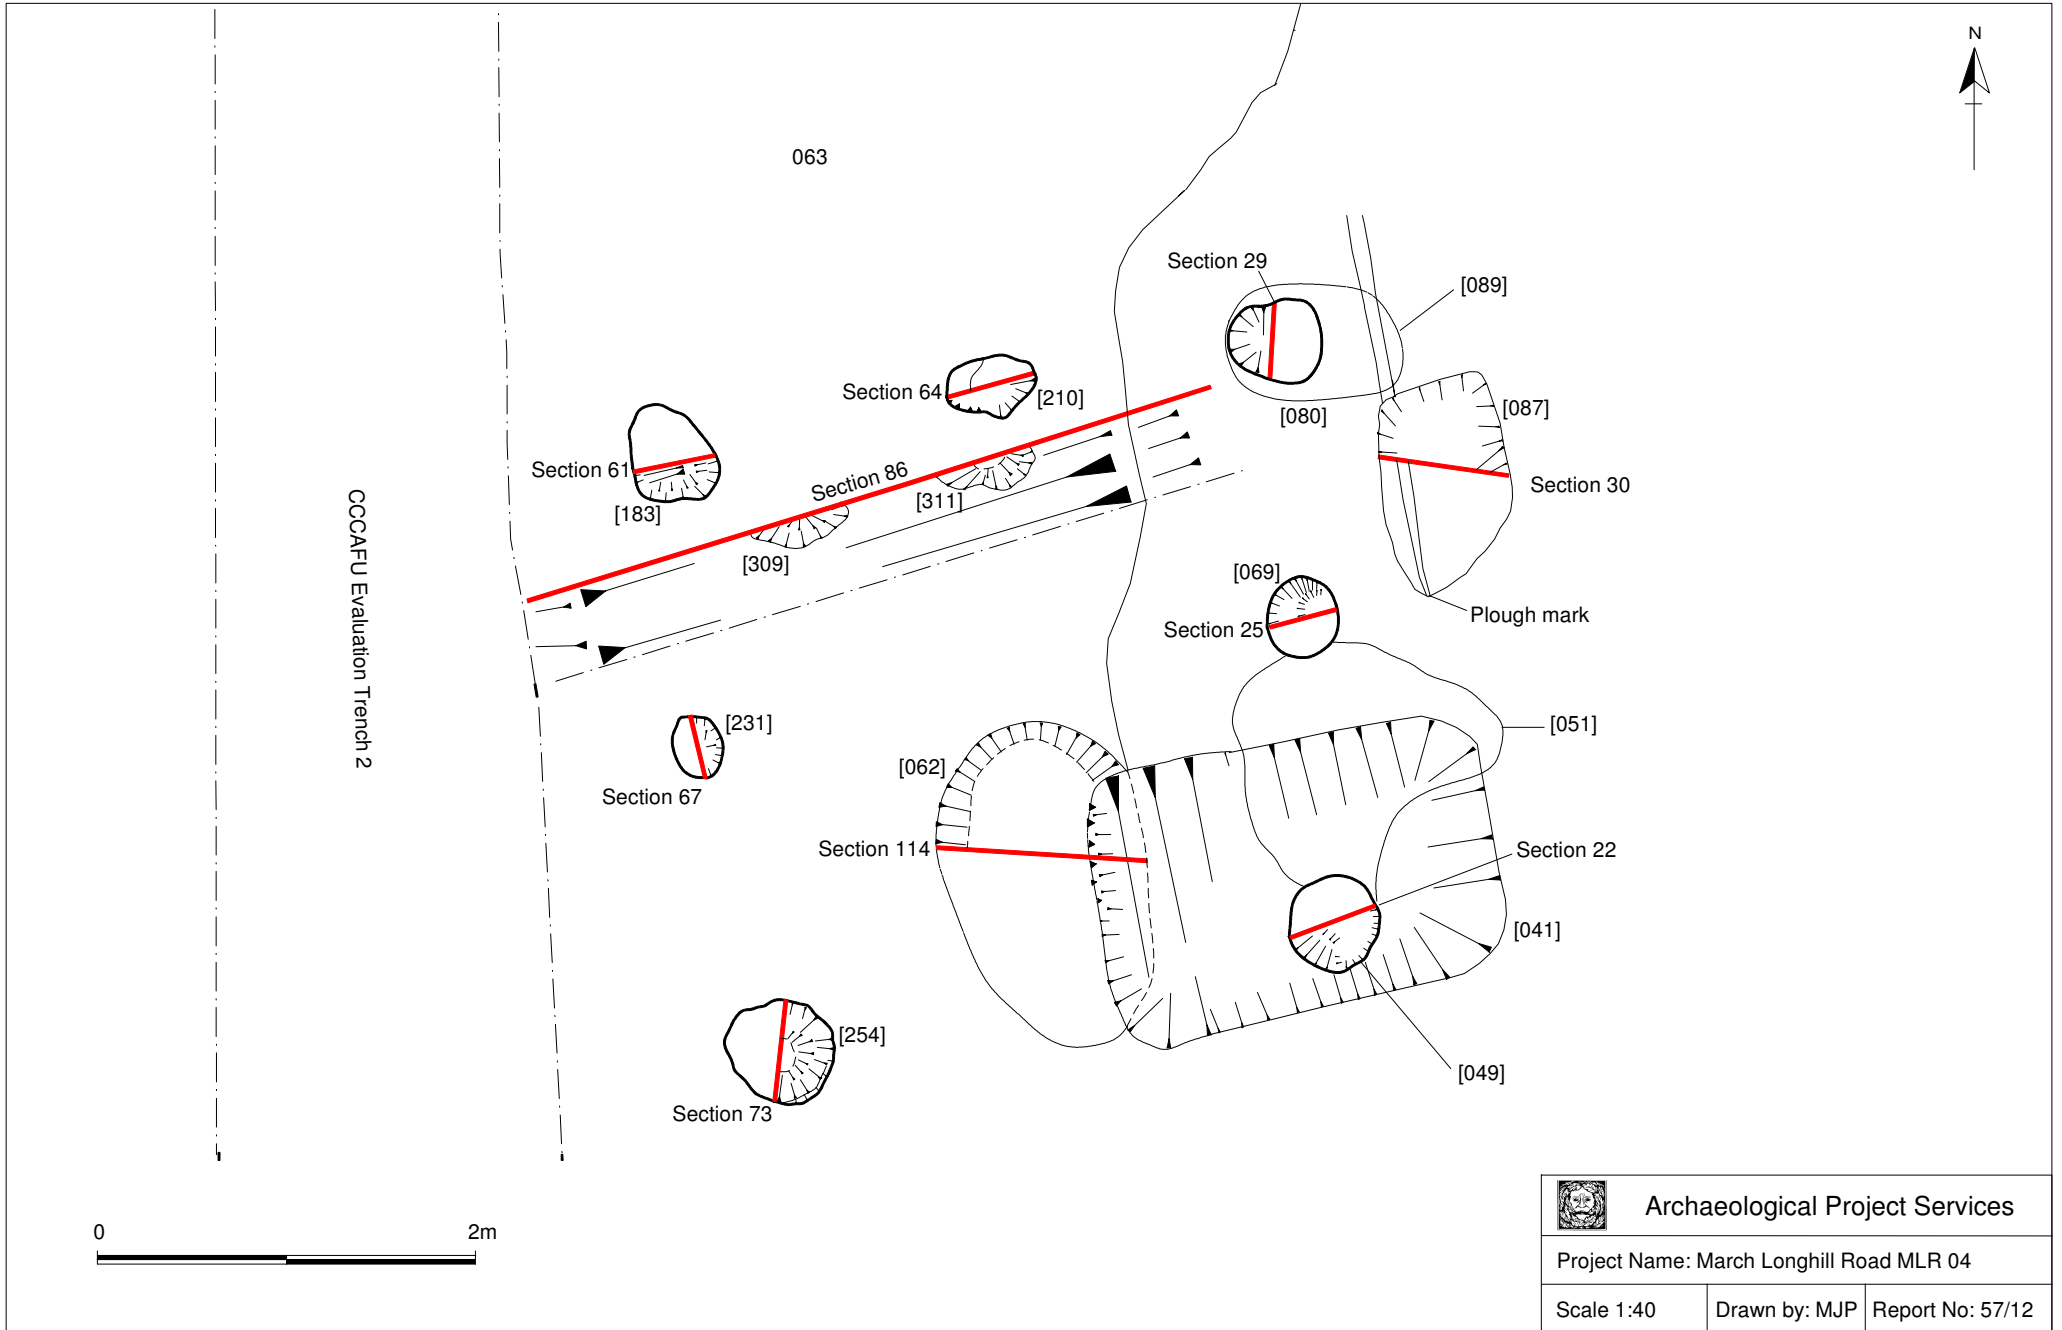 N
063
Section 29
[089]
Section 64
[210]
[080]
[087]
Section 61
[183]
Section 86
[311]
[309]
Section 30
CCCAFU Evaluation Trench 2
[069]
Section 25
Plough mark
[231]
Section 67
[051]
[062]
Section 114
Section 22
[041]
[254]
Section 73
[049]
0 2m
Archaeological Project Services
Project Name: March Longhill Road MLR 04
Scale 1:40 Drawn by: MJP Report No: 57/12